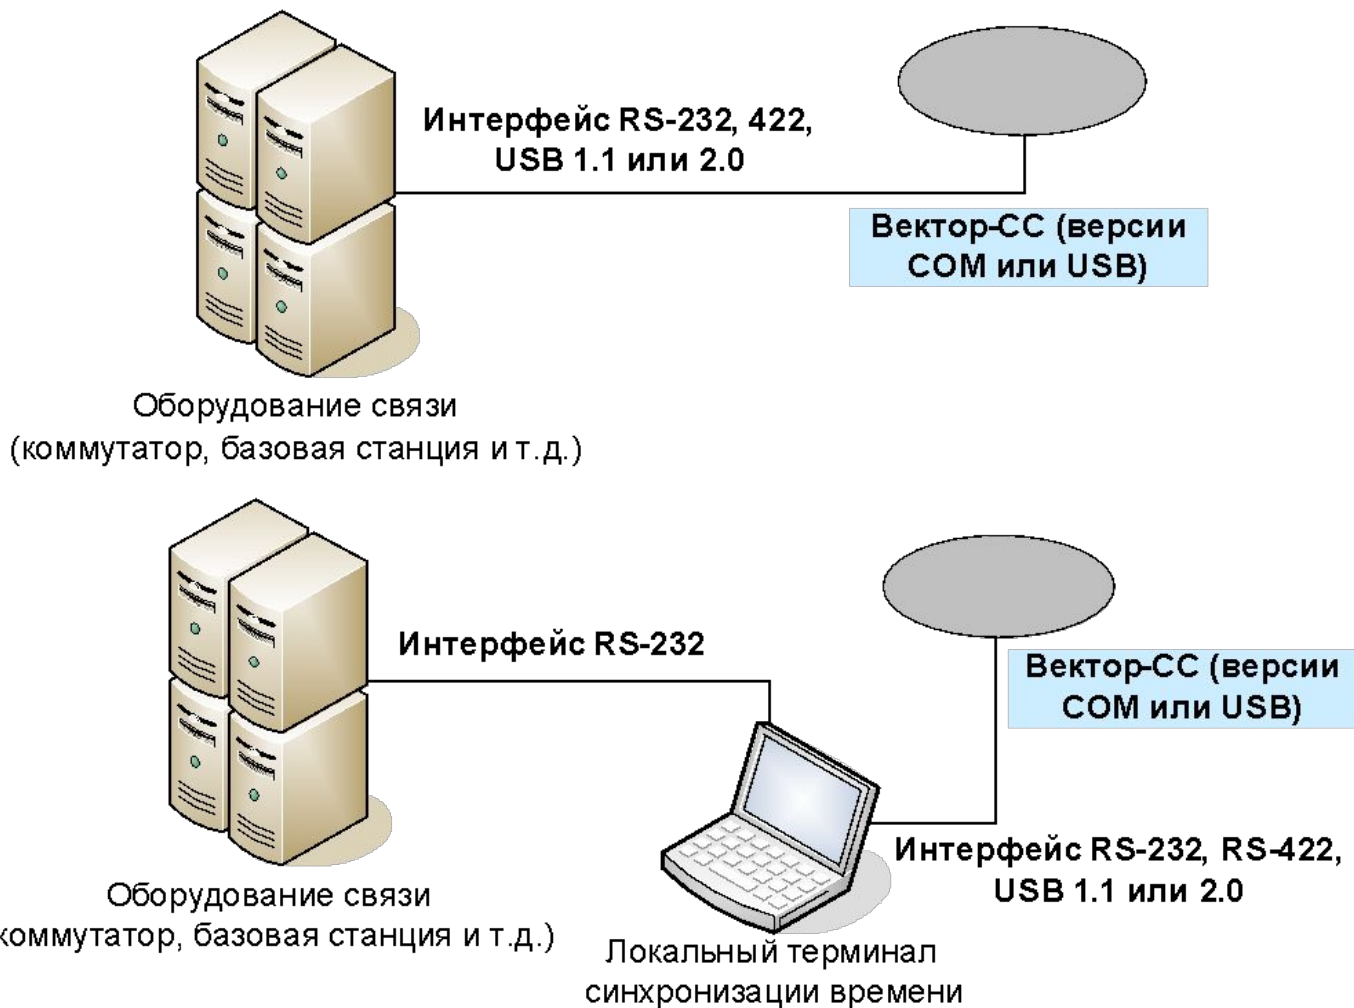 Интерфейс RS-232, 422,
USB 1.1 или 2.0
Вектор-СС (версии
COM или USB)
Оборудование связи
(коммутатор, базовая станция и т.д.)
Интерфейс RS-232
Вектор-СС (версии
COM или USB)
Интерфейс RS-232, RS-422,
USB 1.1 или 2.0
Оборудование связи
коммутатор, базовая станция и т.д.)
Локальный терминал
синхронизации времени